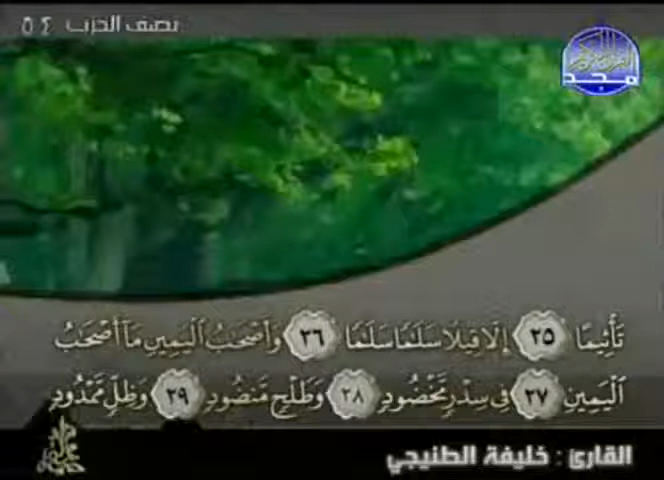 نصف الحزب ٥٤
مجد
تَأْثِيمًا ٢٥ إِلَّا قِيلًا سَلَٰمًا سَلَٰمًا ٢٦ وَأَصْحَٰبُ ٱلْيَمِينِ مَآ أَصْحَٰبُ
ٱلْيَمِينِ ٢٧ فِى سِدْرٍ مَّخْضُودٍ ٢٨ وَطَلْحٍ مَّنضُودٍ ٢٩ وَظِلٍّ مَّمْدُودٍ
القارئ : خليفة الطنيجي